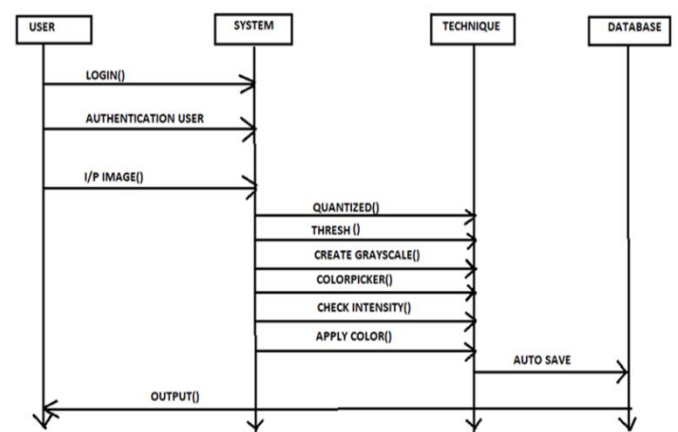 USER
SYSTEM
TECHNIQUE
DATABASE
LOGIN()
AUTHENTICATION USER
I/P IMAGE()
QUANTIZED()
THRESH ()
CREATE GRAYSCALE()
COLORPICKER()
CHECK INTENSITY()
APPLY COLOR()
AUTO SAVE
OUTPUT()